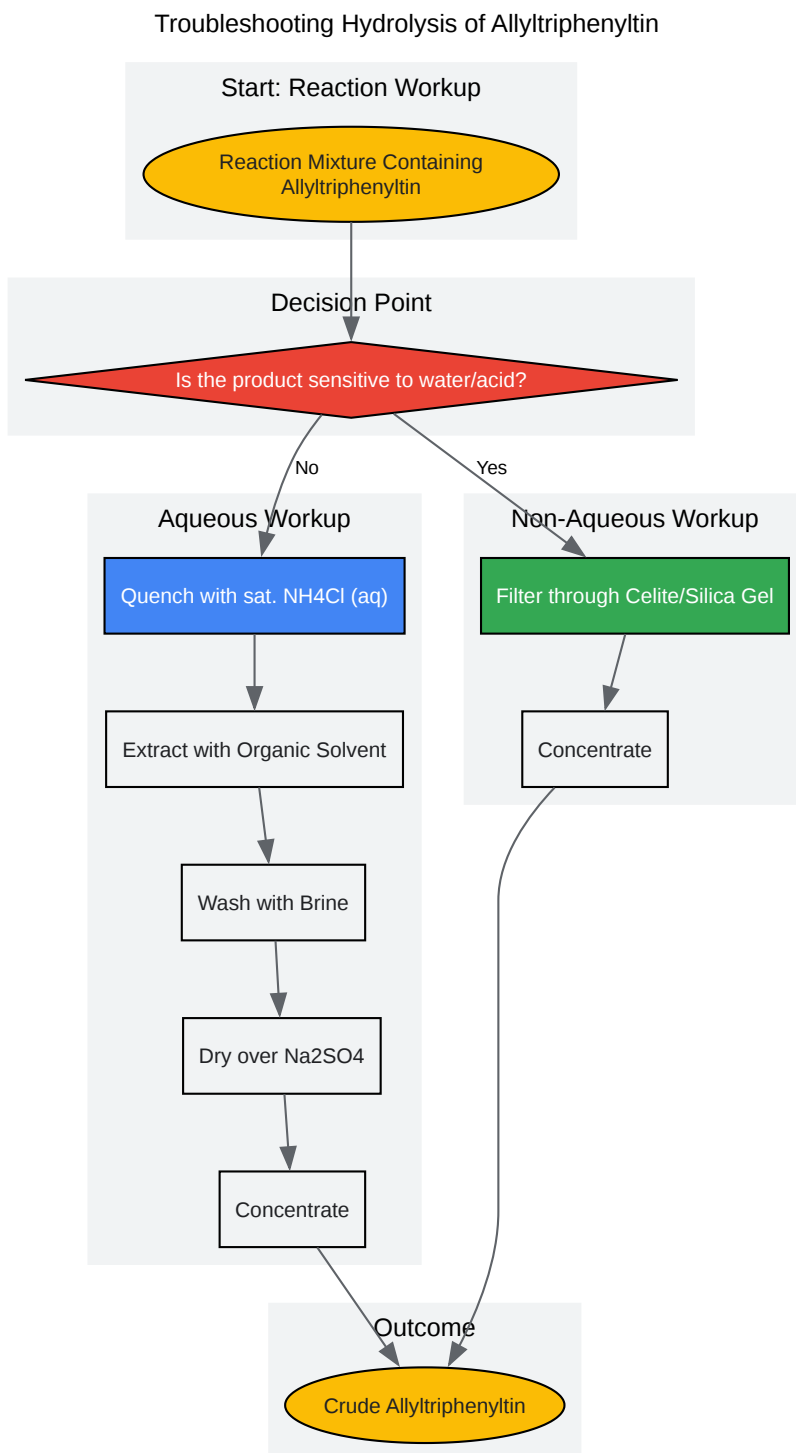 Troubleshooting Hydrolysis of Allyltriphenyltin
Start: Reaction Workup
Reaction Mixture Containing
Allyltriphenyltin
Decision Point
Is the product sensitive to water/acid?
No
Yes
Aqueous Workup
Non-Aqueous Workup
Quench with sat. NH4Cl (aq)
Filter through Celite/Silica Gel
Extract with Organic Solvent
Concentrate
Wash with Brine
Dry over Na2SO4
Concentrate
Outcome
Crude Allyltriphenyltin